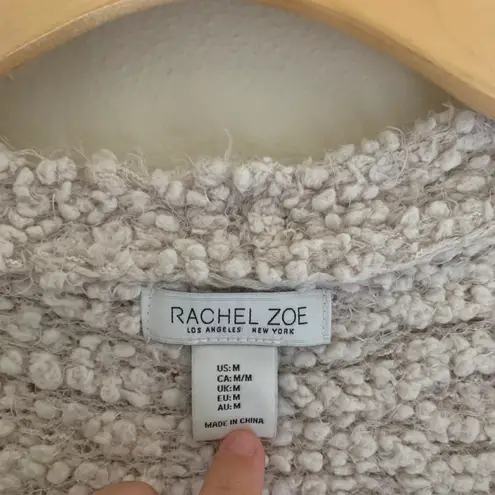 RACHEL ZOE
LOS ANGELES NEW YORK
US: M
CA: M/M
UK: M
EU: M
AU: M
MADE IN CHINA